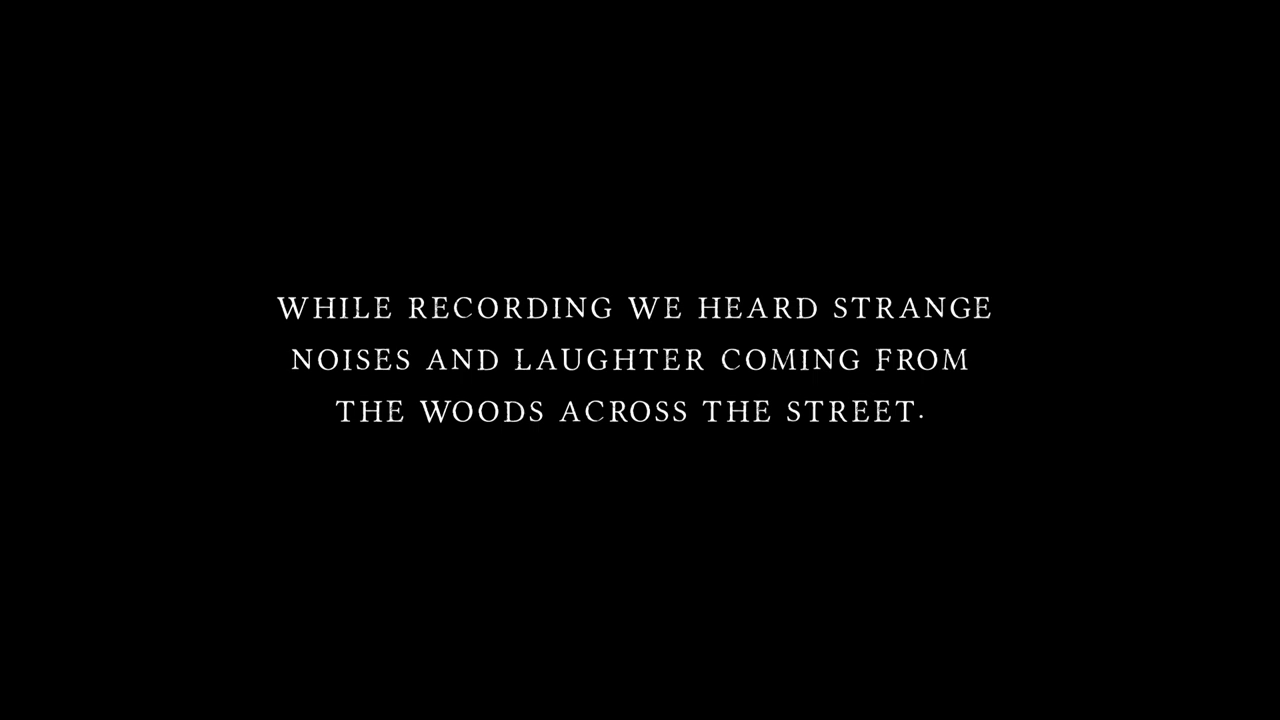 WHILE RECORDING WE HEARD STRANGE
NOISES AND LAUGHTER COMING FROM
THE WOODS ACROSS THE STREET.